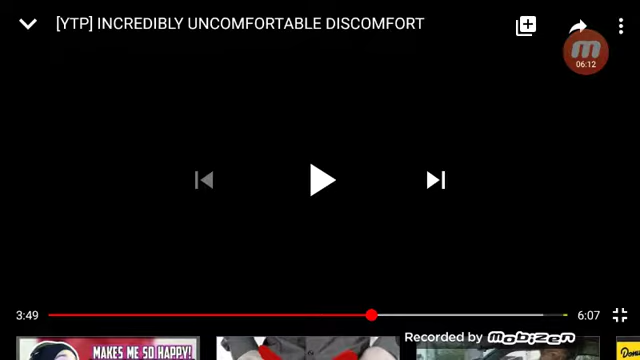 [YTP] INCREDIBLY UNCOMFORTABLE DISCOMFORT
06:12
3:49
6:07
Recorded by mobizen
MAKES ME SO HAPPY!